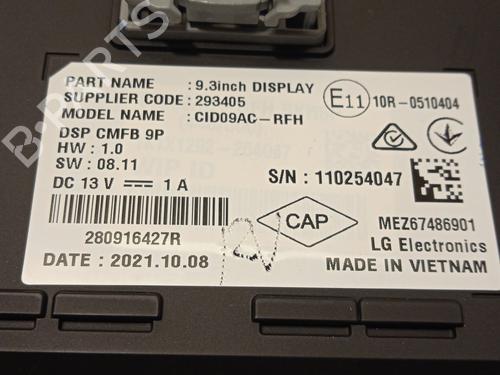 PART NAME : 9.3inch DISPLAY
SUPPLIER CODE : 293405
MODEL NAME : CID09AC-RFH
DSP CMFB 9P
HW : 1.0
SW : 08.11
DC 13 V 1 A
E11 10R-0510404
S/N : 110254047
280916427R
DATE : 2021.10.08
CAP
MEZ67486901
LG Electronics
MADE IN VIETNAM
B-PARTS